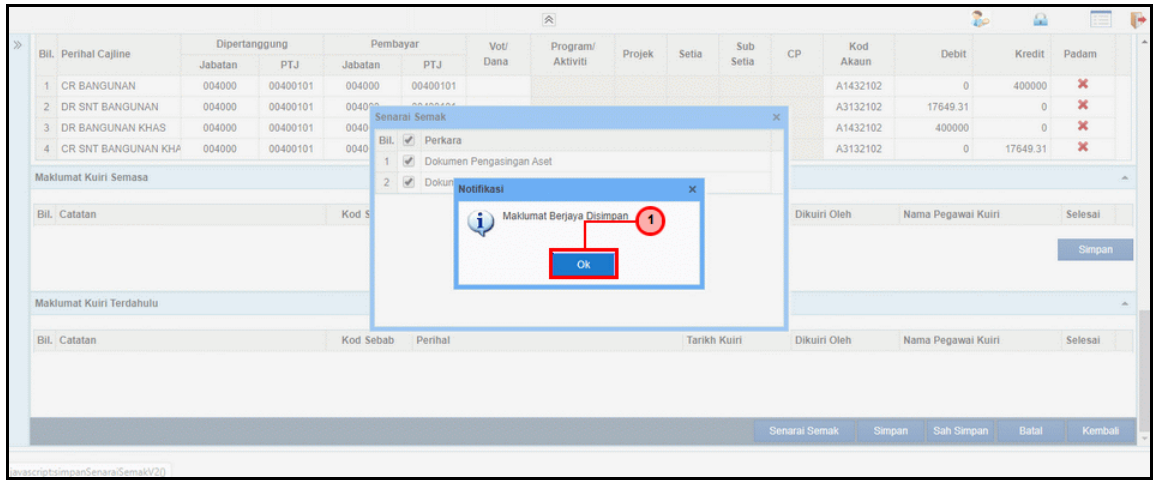 Bil. Perihal Cajline Dipertanggung Pembayar Vot/ Dana Program/ Aktiviti Projek Setia Sub Setia CP Kod Akaun Debit Kredit Padam
Jabatan PTJ Jabatan PTJ
1 CR BANGUNAN 004000 00400101 004000 00400101 A1432102 0 400000
2 DR SNT BANGUNAN 004000 00400101 A3132102 17649.31 0
3 DR BANGUNAN KHAS 004000 00400101 0040 A1432102 400000 0
4 CR SNT BANGUNAN KHA 004000 00400101 0040 A3132102 0 17649.31
Senarai Semak
Bil. Perkara
1 Dokumen Pengasingan Aset
2 Dokum
Notifikasi
Maklumat Berjaya Disimpan
1
Ok
Maklumat Kuiri Semasa
Bil. Catatan Kod S Dikuiri Oleh Nama Pegawai Kuiri Selesai
Simpan
Maklumat Kuiri Terdahulu
Bil. Catatan Kod Sebab Perihal Tarikh Kuiri Dikuiri Oleh Nama Pegawai Kuiri Selesai
Senarai Semak Simpan Sah Simpan Batal Kembali
javascript:simpanSenaraiSemakV2()